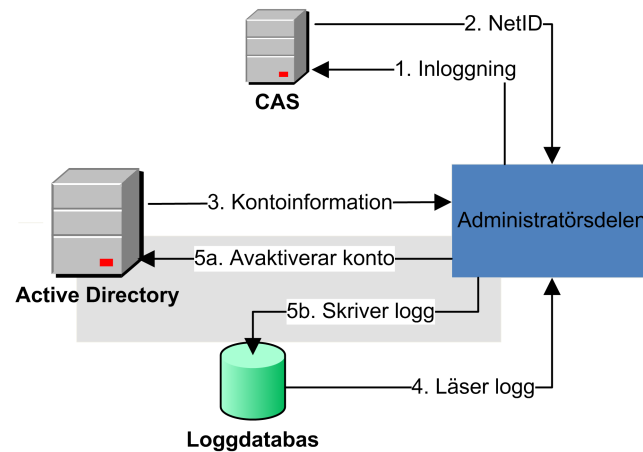 2. NetID
1. Inloggning
CAS
3. Kontoinformation
Administratörsdelen
5a. Avaktiverar konto
Active Directory
5b. Skriver logg
4. Läser logg
Loggdatabas